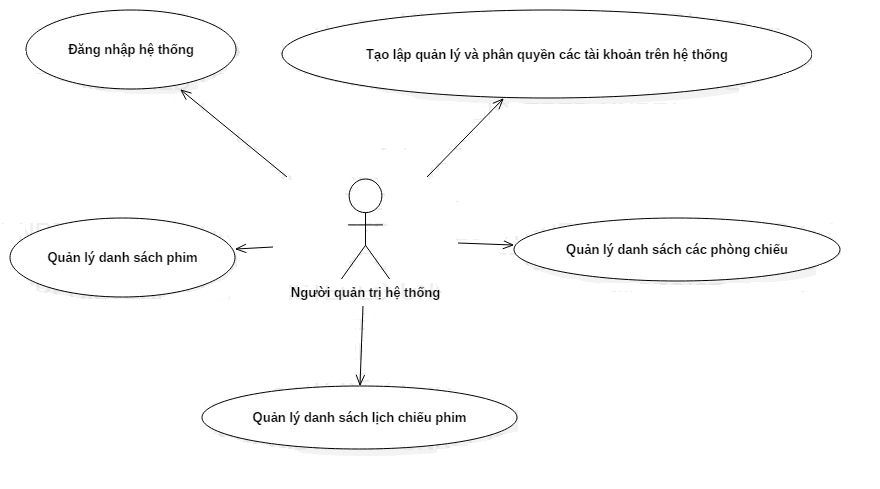 Đăng nhập hệ thống
Tạo lập quản lý và phân quyền các tài khoản trên hệ thống
Quản lý danh sách phim
Quản lý danh sách các phòng chiếu
Người quản trị hệ thống
Quản lý danh sách lịch chiếu phim